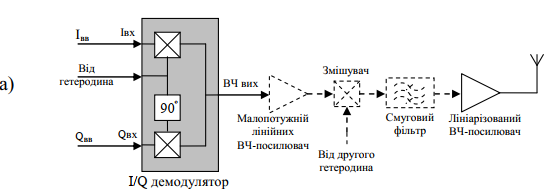 а)
Iвв
Iвх
Від
гетеродина
90°
Qвв
Qвх
I/Q демодулятор
ВЧ вих
Малопотужній
лінійних
ВЧ-посилювач
Змішувач
Від другого
гетеродина
Смуговий
фільтр
Лініаризований
ВЧ-посилювач